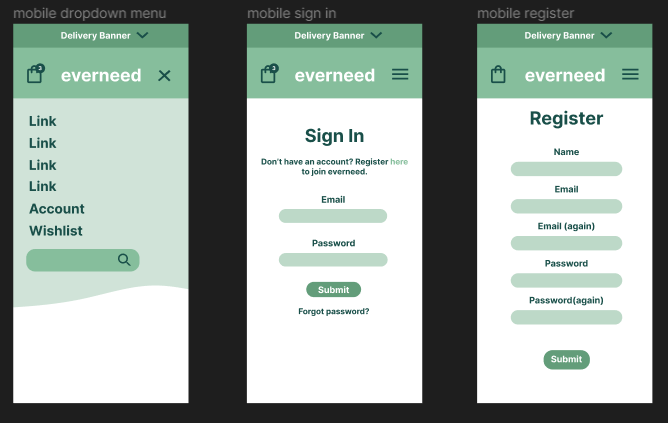 mobile dropdown menu
Delivery Banner
3
everneed
Link
Link
Link
Link
Account
Wishlist
mobile sign in
Delivery Banner
3
everneed
Sign In
Don't have an account? Register here
to join everneed.
Email
Password
Submit
Forgot password?
mobile register
Delivery Banner
everneed
Register
Name
Email
Email (again)
Password
Password(again)
Submit